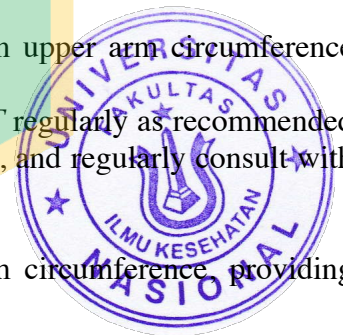 n upper arm circumference
T regularly as recommended
, and regularly consult with
m circumference, providing
UNIVERSITAS NASIONAL
FAKULTAS
ILMU KESEHATAN